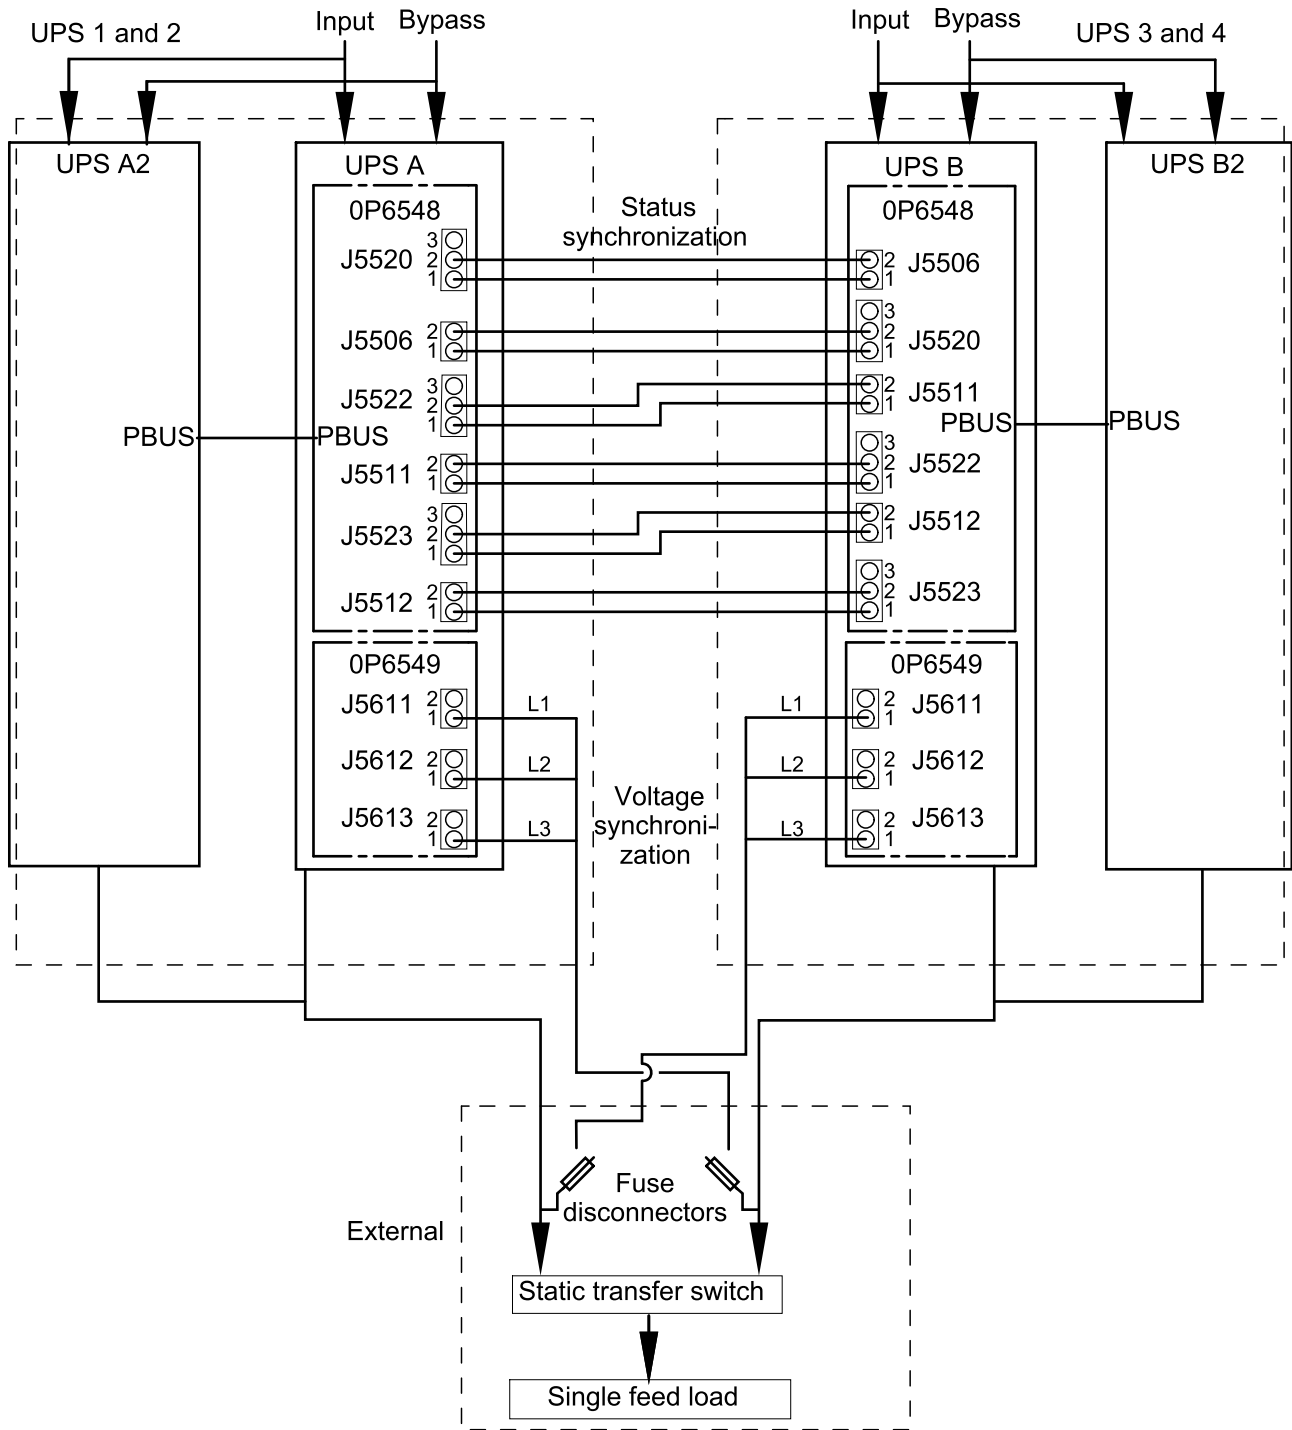 UPS 1 and 2
Input
Bypass
Input
Bypass
UPS 3 and 4
UPS A2
UPS A
UPS B
UPS B2
0P6548
Status
synchronization
0P6548
3
J5520 2
1
2 J5506
1
J5506 2
1
3
2 J5520
1
3
J5522 2
1
2 J5511
1
PBUS
PBUS
PBUS
PBUS
J5511 2
1
3
2 J5522
1
3
J5523 2
1
2 J5512
1
J5512 2
1
3
2 J5523
1
0P6549
0P6549
J5611 2
1
L1
L1
2 J5611
1
J5612 2
1
L2
L2
2 J5612
1
J5613 2
1
L3
L3
2 J5613
1
Voltage
synchroni-
zation
External
Fuse
disconnectors
Static transfer switch
Single feed load